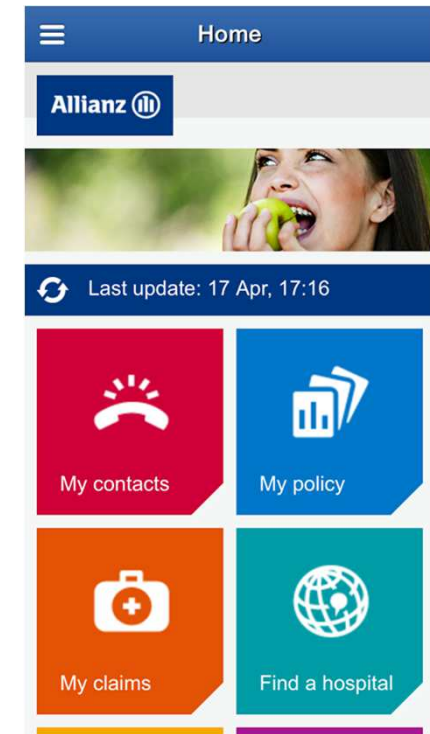 Home
Allianz
Last update: 17 Apr, 17:16
My contacts
My policy
My claims
Find a hospital